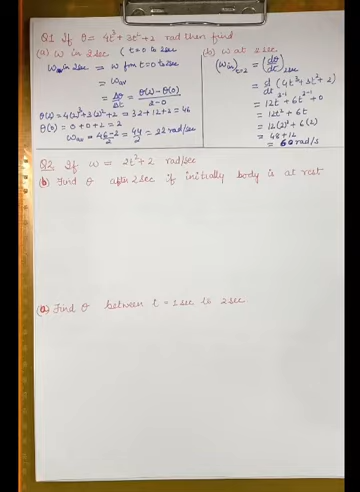 Q1 If θ = 4t³ + 3t² + 2 rad then find
(a) ω in 2sec (t=0 to 2sec
ω in 2sec = ω from t=0 to 2sec
= ωav
= Δθ/Δt = θ(2) − θ(0)/2−0
θ(2) = 4(2)³ + 3(2)² + 2 = 32 + 12 + 2 = 46
θ(0) = 0 + 0 + 2 = 2
ωav = 46−2/2 = 44/2 = 22 rad/sec
(b) ω at 2 sec
(ωin)t=2 = (dθ/dt)2sec
= d/dt (4t³ + 3t² + 2)
= 12t³⁻¹ + 6t²⁻¹ + 0
= 12t² + 6t
= 12(2)² + 6(2)
= 48 + 12
= 60 rad/s
Q2 If ω = 2t² + 2 rad/sec
(b) Find θ after 2sec if initially body is at rest
(a) Find θ between t = 1sec to 2sec